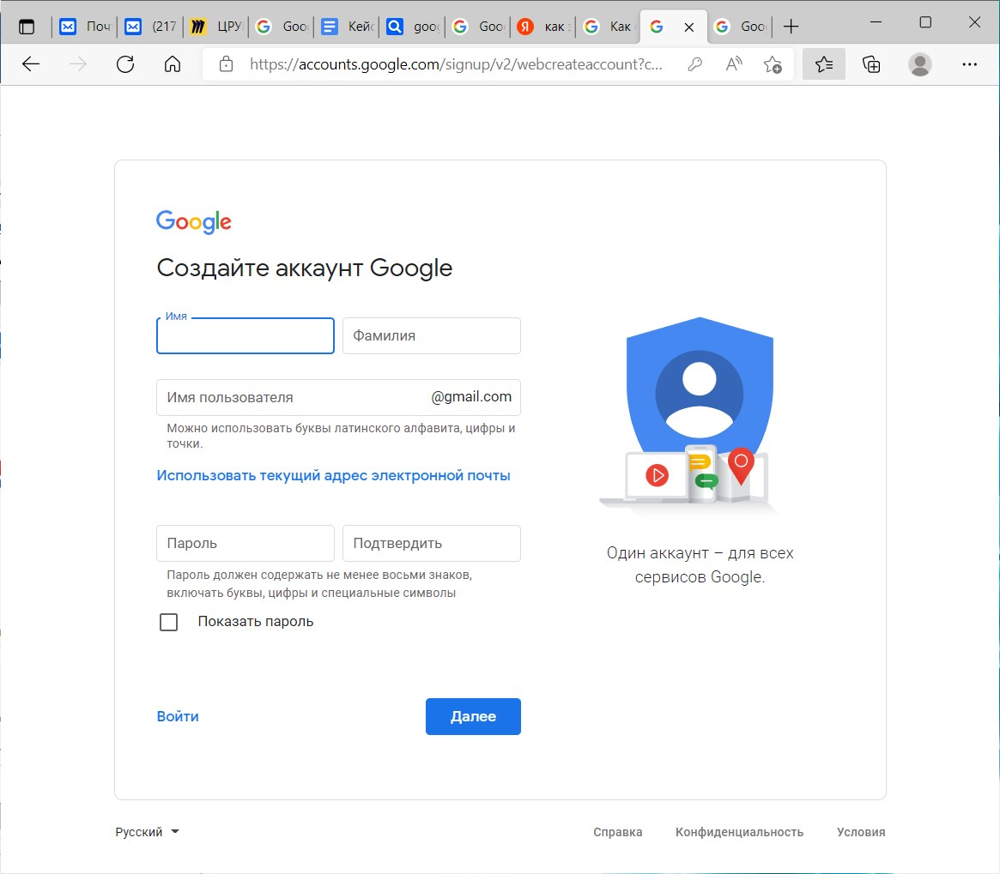 Поч
(217
ЦРУ
Goo
Кей
goo
Goo
как
Как
Goo
https://accounts.google.com/signup/v2/webcreateaccount?c...
Google
Создайте аккаунт Google
Имя
Фамилия
Имя пользователя @gmail.com
Можно использовать буквы латинского алфавита, цифры и
точки.
Использовать текущий адрес электронной почты
Пароль Подтвердить
Пароль должен содержать не менее восьми знаков,
включать буквы, цифры и специальные символы
Показать пароль
Войти Далее
Один аккаунт – для всех
сервисов Google.
Русский Справка Конфиденциальность Условия